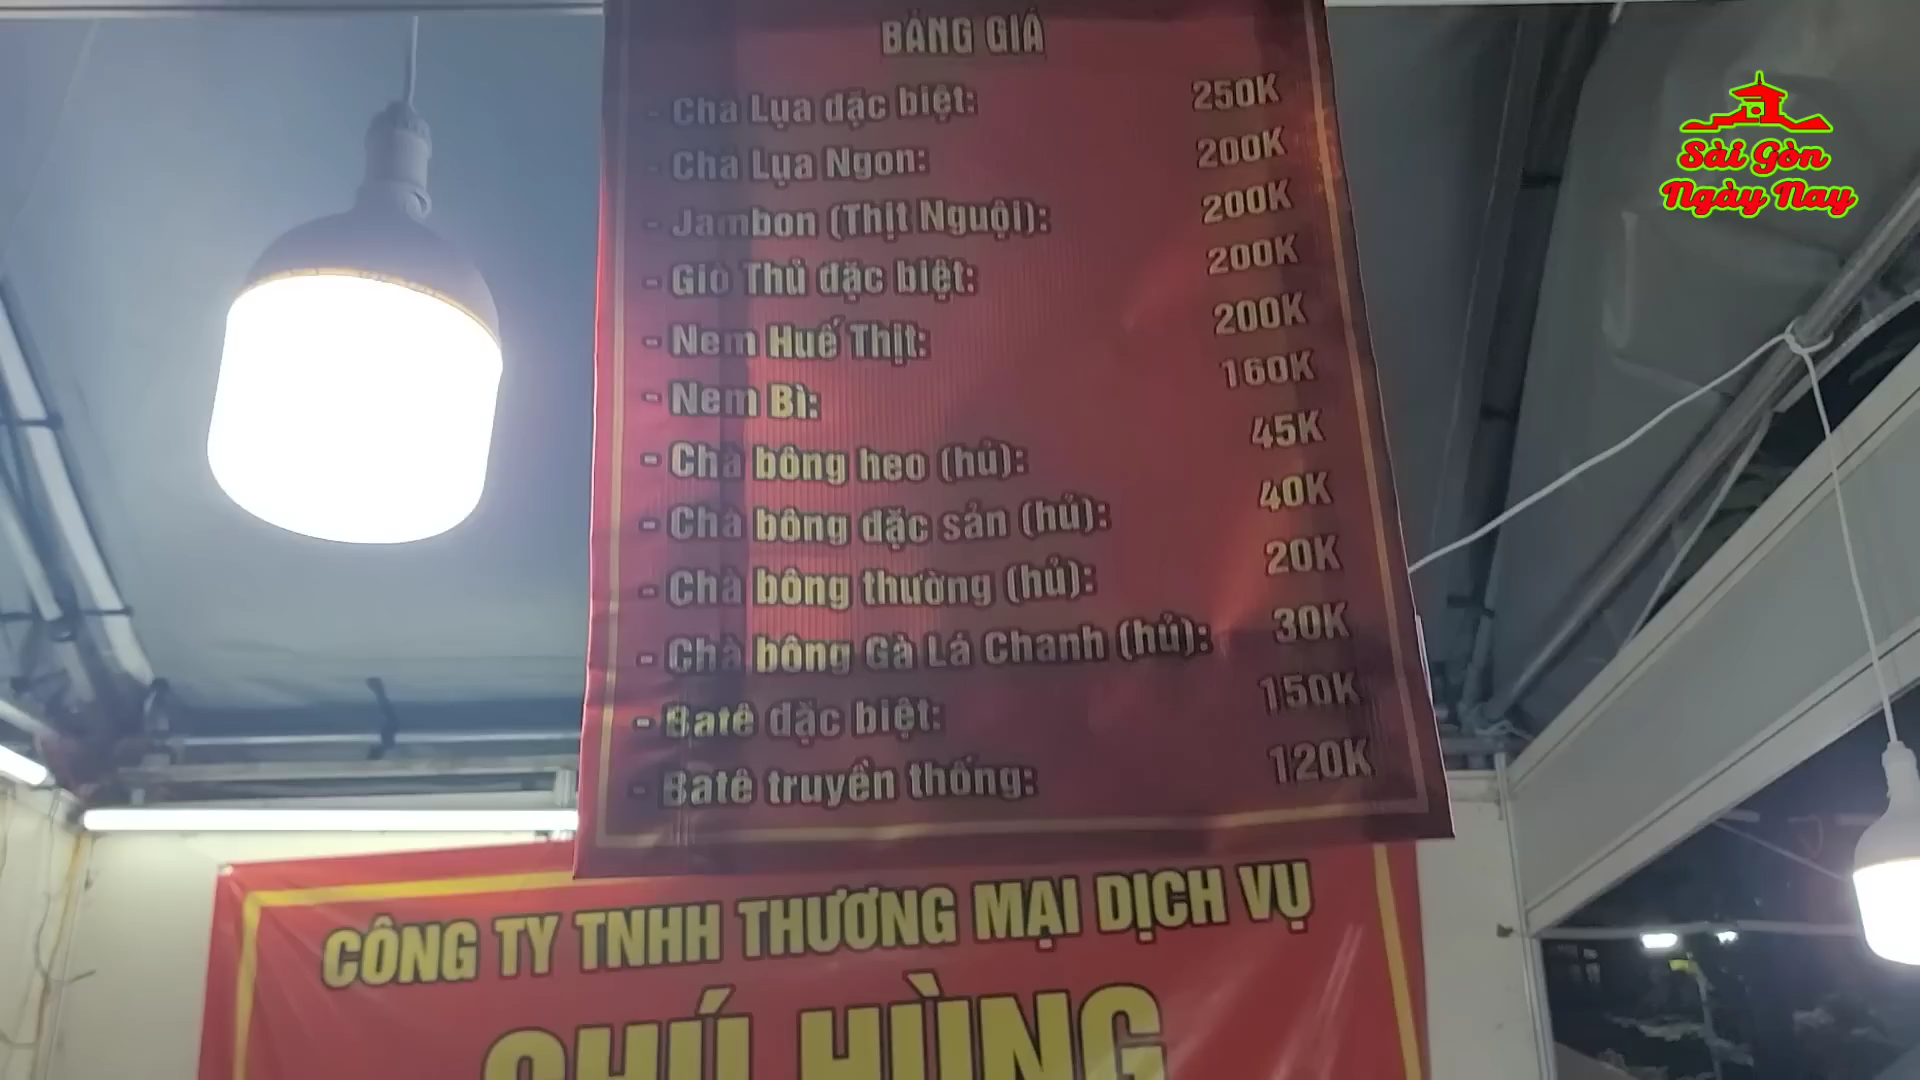 BẢNG GIÁ
- Chả Lụa đặc biệt: 250K
- Chả Lụa Ngon: 200K
- Jambon (Thịt Nguội): 200K
- Giò Thủ đặc biệt: 200K
- Nem Huế Thịt: 200K
- Nem Bì: 160K
- Chà bông heo (hủ): 45K
- Chà bông đặc sản (hủ): 40K
- Chà bông thường (hủ): 20K
- Chà bông Gà Lá Chanh (hủ): 30K
- Batê đặc biệt: 150K
- Batê truyền thống: 120K
CÔNG TY TNHH THƯƠNG MẠI DỊCH VỤ
CHÚ HÙNG
Sài Gòn
Ngày Nay